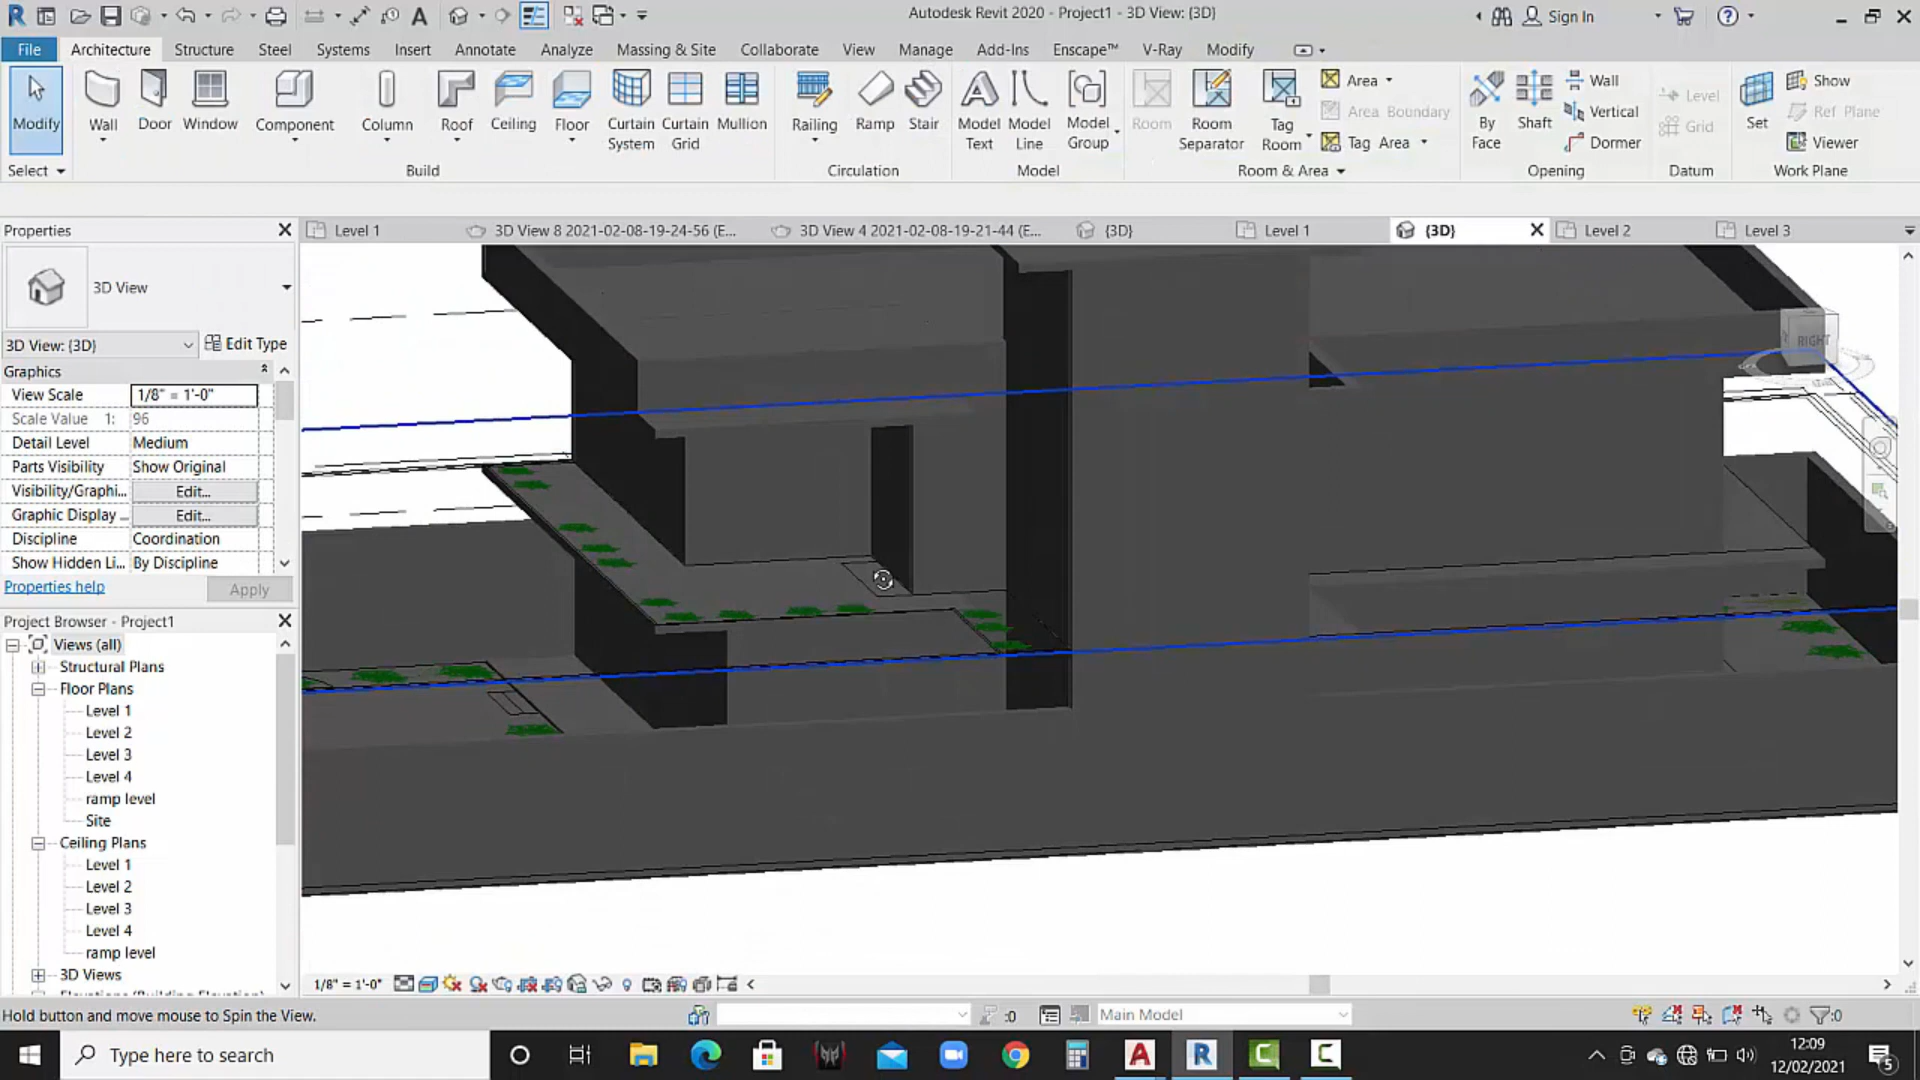 Autodesk Revit 2020 - Project1 - 3D View: {3D}
Sign In
File Architecture Structure Steel Systems Insert Annotate Analyze Massing & Site Collaborate View Manage Add-Ins Enscape™ V-Ray Modify
Modify Wall Door Window Component Column Roof Ceiling Floor Curtain System Curtain Grid Mullion Railing Ramp Stair Model Text Model Line Model Group Room Room Separator Tag Room Area Area Boundary Tag Area By Face Shaft Wall Vertical Dormer Level Grid Set Show Ref Plane Viewer
Select Build Circulation Model Room & Area Opening Datum Work Plane
Properties
Level 1 3D View 8 2021-02-08-19-24-56 (E... 3D View 4 2021-02-08-19-21-44 (E... {3D} Level 1 {3D} Level 2 Level 3
3D View
3D View: {3D} Edit Type
Graphics
View Scale 1/8" = 1'-0"
Scale Value 1: 96
Detail Level Medium
Parts Visibility Show Original
Visibility/Graphi... Edit...
Graphic Display ... Edit...
Discipline Coordination
Show Hidden Li... By Discipline
Properties help Apply
RIGHT
Project Browser - Project1
Views (all)
Structural Plans
Floor Plans
Level 1
Level 2
Level 3
Level 4
ramp level
Site
Ceiling Plans
Level 1
Level 2
Level 3
Level 4
ramp level
3D Views
Elevations (Building Elevation)
1/8" = 1'-0"
Hold button and move mouse to Spin the View.
:0
Main Model
:0
Type here to search
12:09
12/02/2021
5